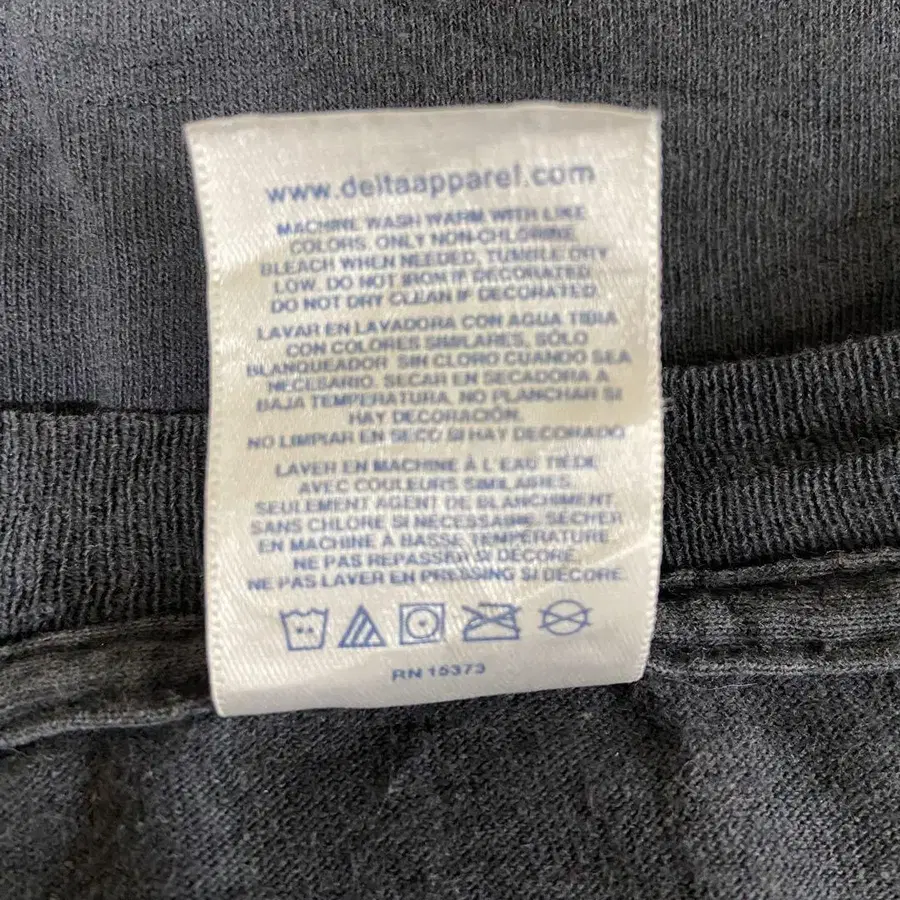 www.deltaapparel.com
MACHINE WASH WARM WITH LIKE
COLORS. ONLY NON-CHLORINE
BLEACH WHEN NEEDED, TUMBLE DRY
LOW. DO NOT IRON IF DECORATED.
DO NOT DRY CLEAN IF DECORATED.
LAVAR EN LAVADORA CON AGUA TIBIA
CON COLORES SIMILARES, SÓLO
BLANQUEADOR SIN CLORO CUANDO SEA
NECESARIO. SECAR EN SECADORA A
BAJA TEMPERATURA. NO PLANCHAR SI
HAY DECORACIÓN.
NO LIMPIAR EN SECO SI HAY DECORADO
LAVER EN MACHINE À L'EAU TIÈDE
AVEC COULEURS SIMILAIRES.
SEULEMENT AGENT DE BLANCHIMENT
SANS CHLORE SI NÉCESSAIRE. SÉCHER
EN MACHINE À BASSE TEMPÉRATURE.
NE PAS REPASSER SI DÉCORÉ.
NE PAS LAVER EN PRESSING SI DÉCORÉ.
RN 15373